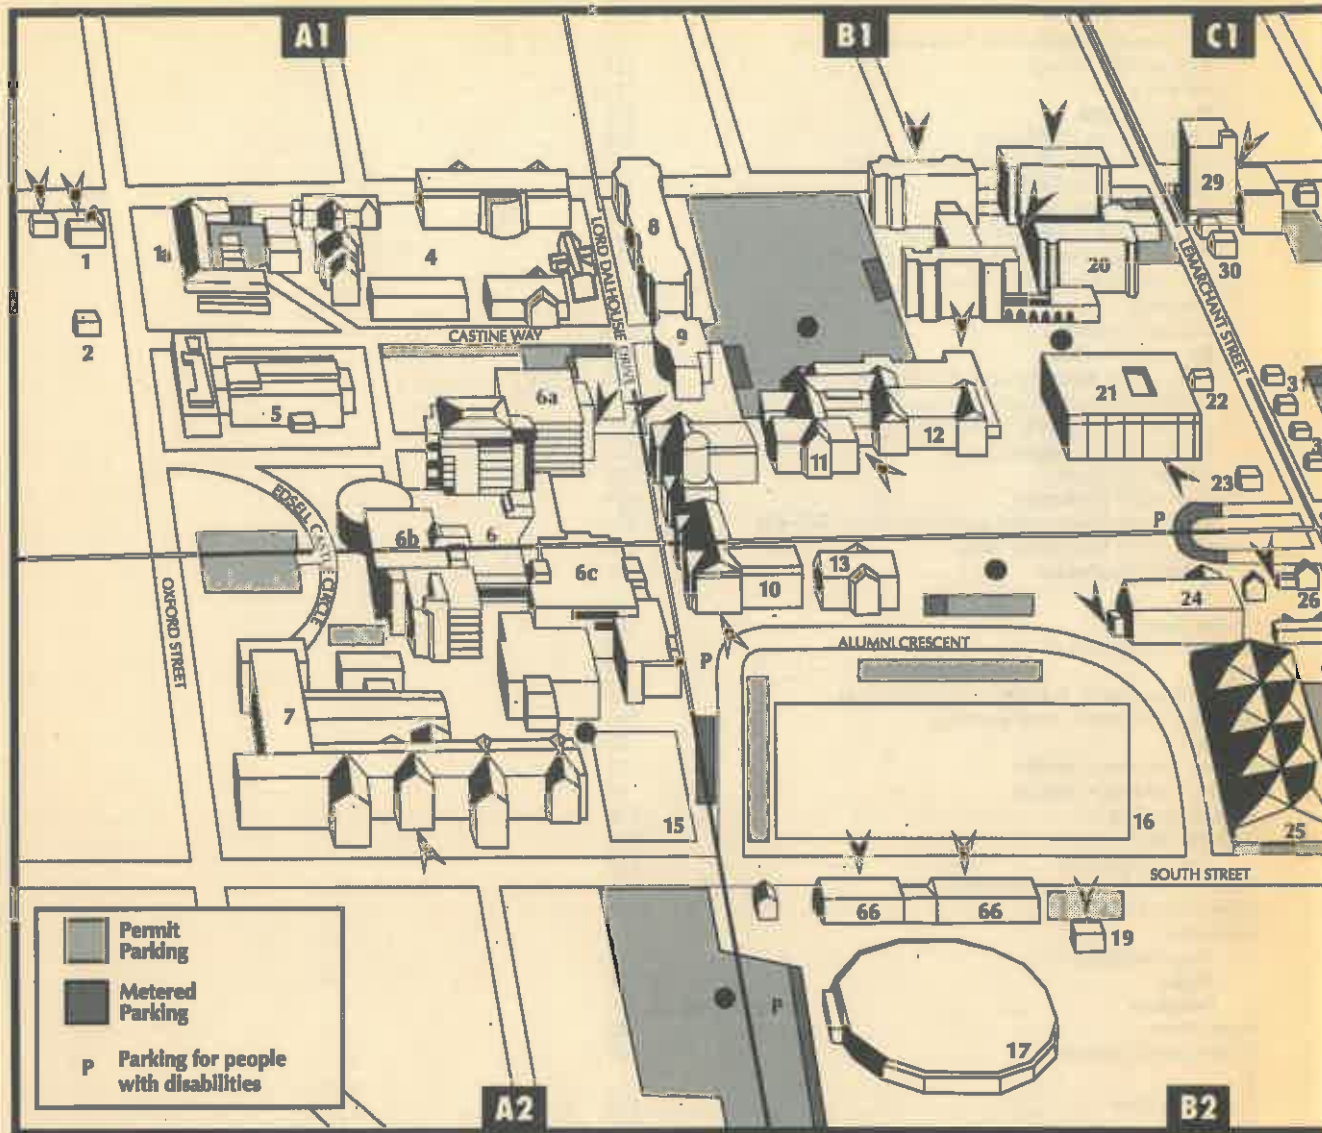 A1
B1
C1
29
8
1
1a
4
LORD DALHOUSIE DRIVE
20
LEMARCHANT STREET
30
2
CASTINE WAY
9
6a
21
22
5
11
12
23
EDSELL CASTLE CIRCLE
6b
6
P
6c
10
13
24
26
OXFORD STREET
ALUMNI CRESCENT
P
7
15
16
25
SOUTH STREET
66
66
19
Permit
Parking
Metered
Parking
P
17
P Parking for people
with disabilities
A2
B2